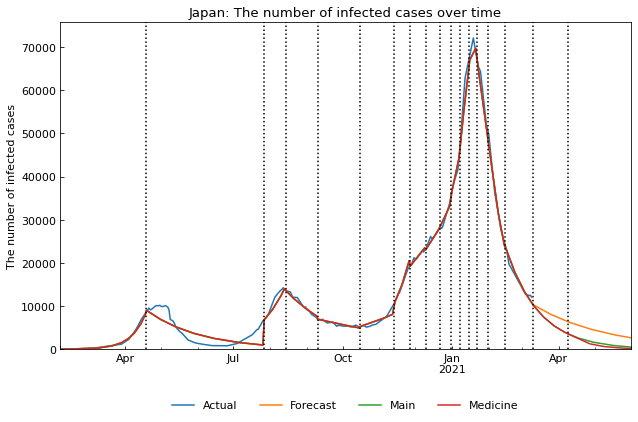 Japan: The number of infected cases over time
The number of infected cases
70000
60000
50000
40000
30000
20000
10000
0
Apr Jul Oct Jan Apr
2021
Actual Forecast Main Medicine